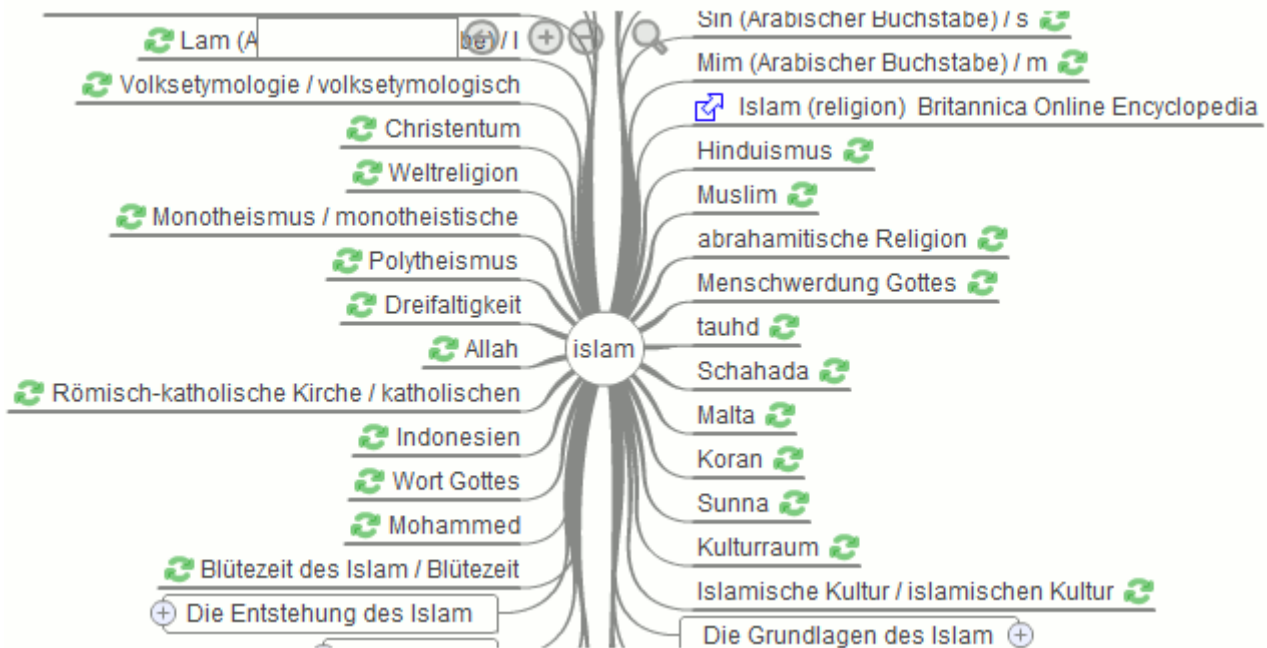 Lam (A be) / l
Volksetymologie / volksetymologisch
Christentum
Weltreligion
Monotheismus / monotheistische
Polytheismus
Dreifaltigkeit
Allah
Römisch-katholische Kirche / katholischen
Indonesien
Wort Gottes
Mohammed
Blütezeit des Islam / Blütezeit
Die Entstehung des Islam
islam
Sin (Arabischer Buchstabe) / s
Mim (Arabischer Buchstabe) / m
Islam (religion) Britannica Online Encyclopedia
Hinduismus
Muslim
abrahamitische Religion
Menschwerdung Gottes
tauhd
Schahada
Malta
Koran
Sunna
Kulturraum
Islamische Kultur / islamischen Kultur
Die Grundlagen des Islam